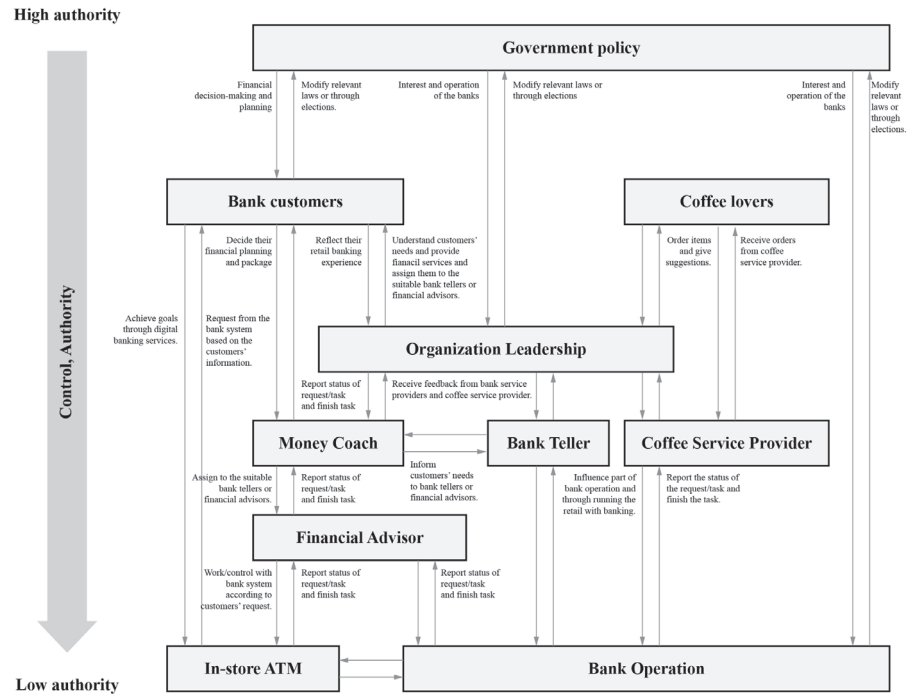 High authority
Government policy
Financial
decision-making and
planning
Modify relevant
laws or through
elections.
Interest and operation
of the banks
Modify relevant laws or
through elections
Interest and
operation of the
banks
Modify
relevant
laws or
through
elections.
Bank customers
Coffee lovers
Decide their
financial planning
and package
Reflect their
retail banking
experience
Understand customers'
needs and provide
fianacil services and
assign them to the
suitable bank tellers or
financial advisors.
Order items
and give
suggestions.
Receive orders
from coffee
service provider.
Achieve goals
through digital
banking services.
Request from the
bank system
based on the
customers'
information.
Control, Authority
Organization Leadership
Report status of
request/task
and finish task
Receive feedback from bank service
providers and coffee service provider.
Money Coach
Bank Teller
Coffee Service Provider
Assign to the suitable
bank tellers or
financial advisors.
Report status of
request/task
and finish task
Inform
customers' needs
to bank tellers or
financial advisors.
Influence part of
bank operation and
through running the
retail with banking.
Report the status of
the request/task and
finish the task.
Financial Advisor
Work/control with
bank system
according to
customers' request.
Report status of
request/task
and finish task
Report status of
request/task
and finish task
In-store ATM
Bank Operation
Low authority